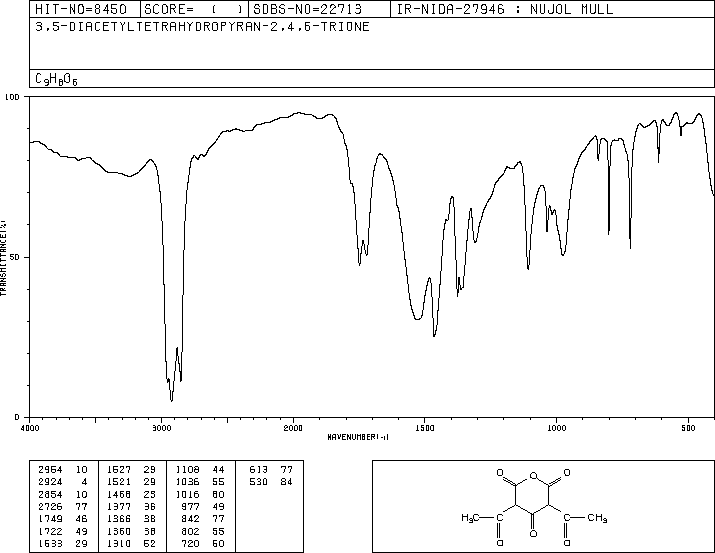 HIT-NO=8450 SCORE= ( ) SDBS-NO=22713 IR-NIDA-27946 : NUJOL MULL
3,5-DIACETYLTETRAHYDROPYRAN-2,4,6-TRIONE
C9H8O6
100
50
0
TRANSMITTANCE(%)
4000 3000 2000 1500 1000 500
WAVENUMBER(-1)
2954 10 1527 29 1108 44 613 77
2924 4 1521 29 1036 55 530 84
2854 10 1468 25 1016 60
2726 77 1377 36 977 49
1749 46 1366 38 842 77
1722 49 1360 38 802 55
1533 29 1310 52 720 50
O O O
H3C CH3
O O O